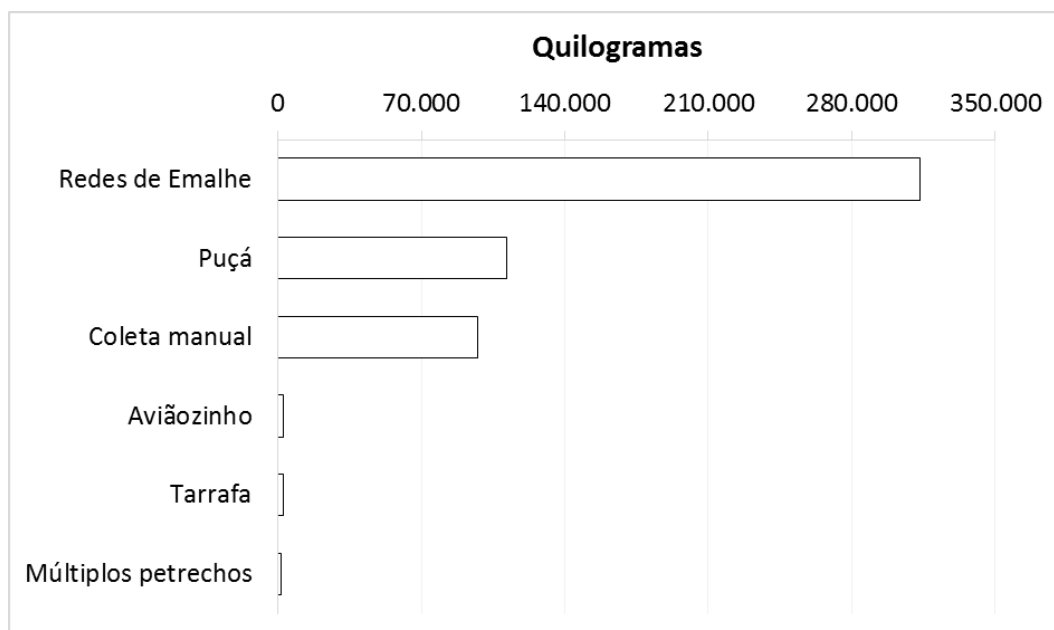 Quilogramas
0 70.000 140.000 210.000 280.000 350.000
Redes de Emalhe
Puçá
Coleta manual
Aviãozinho
Tarrafa
Múltiplos petrechos